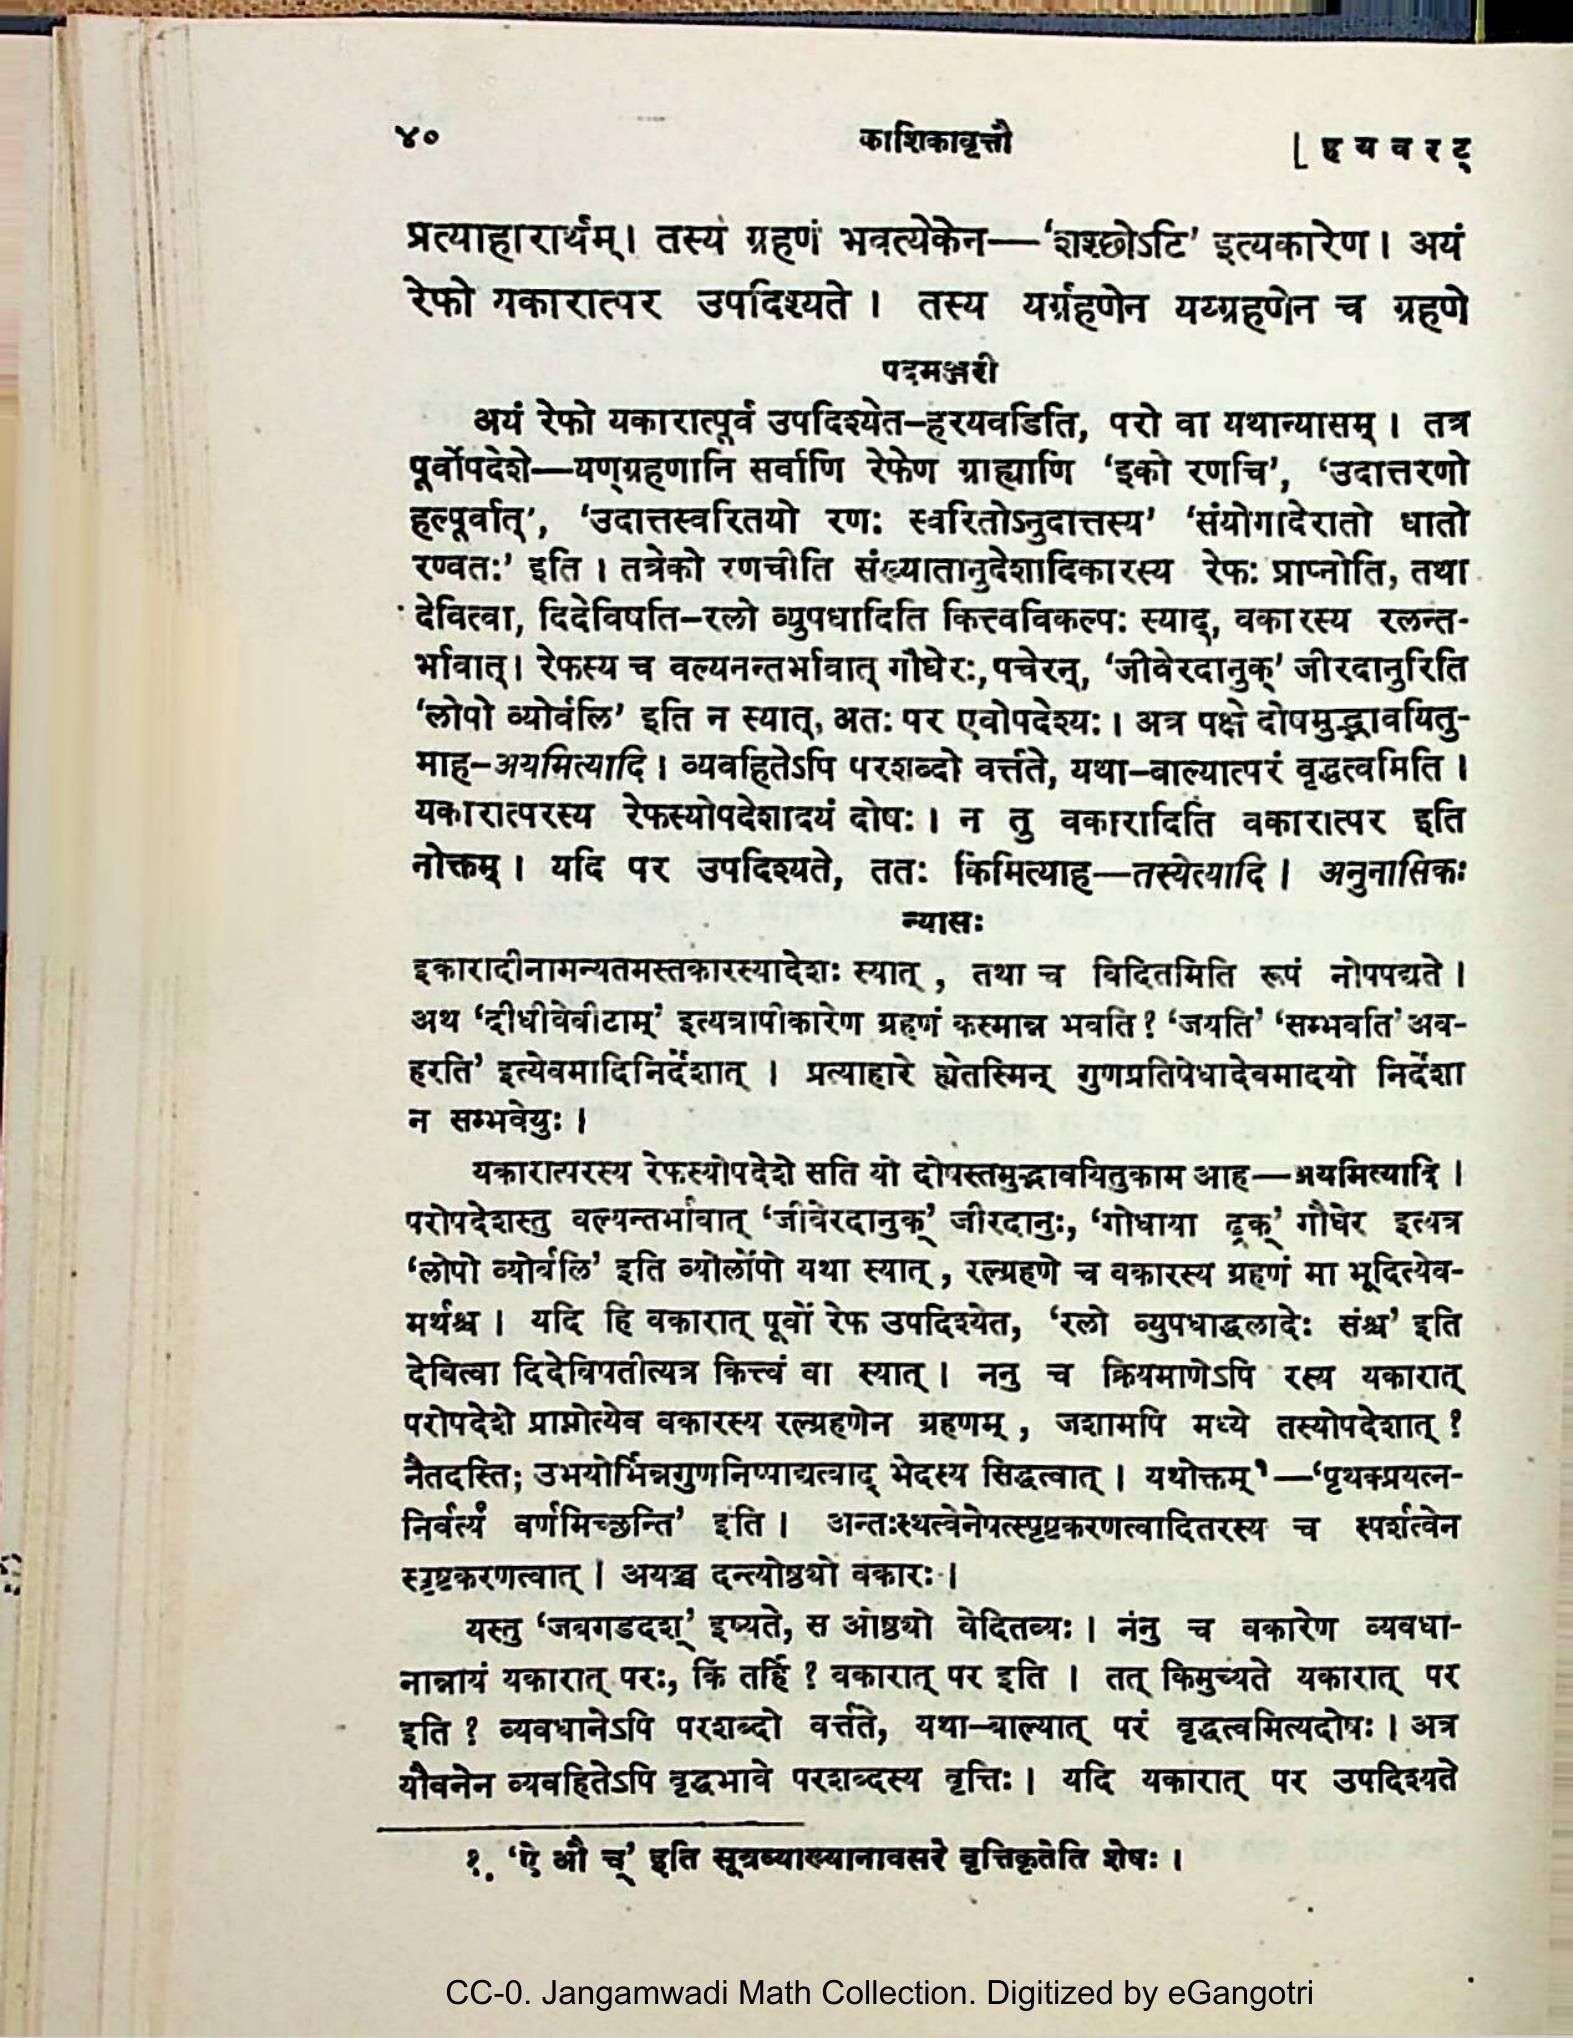 ४०
काशिकावृत्तौ
[ ह य व र ट्
प्रत्याहारार्थम्। तस्य ग्रहणं भवत्येकेन—‘शश्छोऽटि’ इत्यकारेण। अयं
रेफो यकारात्पर उपदिश्यते । तस्य यर्ग्रहणेन यय्ग्रहणेन च ग्रहणे
पदमञ्जरी
अयं रेफो यकारात्पूर्वं उपदिश्येत–हरयवडिति, परो वा यथान्यासम् । तत्र
पूर्वोपदेशे—यण्ग्रहणानि सर्वाणि रेफेण ग्राह्याणि ‘इको रणचि’, ‘उदात्तरणो
हल्पूर्वात्’, ‘उदात्तस्वरितयो रणः स्वरितोऽनुदात्तस्य’ ‘संयोगादेरातो धातो
रण्वतः’ इति । तत्रेको रणचीति संख्यातानुदेशादिकारस्य रेफः प्राप्नोति, तथा
देवित्वा, दिदेविषति–रलो व्युपधादिति कित्त्वविकल्पः स्याद्, वकारस्य रलन्त-
र्भावात्। रेफस्य च वल्यनन्तर्भावात् गौधेरः, पचेरन्, ‘जीवेरदानुक्’ जीरदानुरिति
‘लोपो व्योर्वलि’ इति न स्यात्, अतः पर एवोपदेश्यः । अत्र पक्षे दोषमुद्भावयितु-
माह–अयमित्यादि । व्यवहितेऽपि परशब्दो वर्त्तते, यथा–बाल्यात्परं वृद्धत्वमिति ।
यकारात्परस्य रेफस्योपदेशादयं दोषः । न तु वकारादिति वकारात्पर इति
नोक्तम् । यदि पर उपदिश्यते, ततः किमित्याह—तस्येत्यादि । अनुनासिकः
न्यासः
इकारादीनामन्यतमस्तकारस्यादेशः स्यात् , तथा च विदितमिति रूपं नोपपद्यते ।
अथ ‘दीधीवेवीटाम्’ इत्यत्रापीकारेण ग्रहणं कस्मान्न भवति ? ‘जयति’ ‘सम्भवति’ अव-
हरति’ इत्येवमादिनिर्देशात् । प्रत्याहारे ह्येतस्मिन् गुणप्रतिषेधादेवमादयो निर्देशा
न सम्भवेयुः ।
यकारात्परस्य रेफस्योपदेशे सति यो दोषस्तमुद्भावयितुकाम आह—अयमित्यादि ।
परोपदेशस्तु वल्यन्तर्भावात् ‘जीवेरदानुक्’ जीरदानुः, ‘गोधाया ढ्रक्’ गौधेर इत्यत्र
‘लोपो व्योर्वलि’ इति व्योर्लोपो यथा स्यात् , रल्ग्रहणे च वकारस्य ग्रहणं मा भूदित्येव-
मर्थश्च । यदि हि वकारात् पूर्वो रेफ उपदिश्येत, ‘रलो व्युपधाद्धलादेः संश्च’ इति
देवित्वा दिदेविषतीत्यत्र कित्त्वं वा स्यात् । ननु च क्रियमाणेऽपि रस्य यकारात्
परोपदेशे प्राप्नोत्येव वकारस्य रल्ग्रहणेन ग्रहणम् , जशामपि मध्ये तस्योपदेशात् ?
नैतदस्ति; उभयोर्भिन्नगुणनिष्पाद्यत्वाद् भेदस्य सिद्धत्वात् । यथोक्तम्१—‘पृथक्प्रयत्न-
निर्वर्त्यं वर्णमिच्छन्ति’ इति । अन्तःस्थत्वेनेषत्स्पृष्टकरणत्वादितरस्य च स्पर्शत्वेन
स्पृष्टकरणत्वात् । अयञ्च दन्त्योष्ठ्यो वकारः ।
यस्तु ‘जबगडदश्’ इष्यते, स ओष्ठ्यो वेदितव्यः । ननु च वकारेण व्यवधा-
नान्नायं यकारात् परः, किं तर्हि ? वकारात् पर इति । तत् किमुच्यते यकारात् पर
इति ? व्यवधानेऽपि परशब्दो वर्त्तते, यथा–बाल्यात् परं वृद्धत्वमित्यदोषः । अत्र
यौवनेन व्यवहितेऽपि वृद्धभावे परशब्दस्य वृत्तिः । यदि यकारात् पर उपदिश्यते
१. ‘ऐ औ च्’ इति सूत्रव्याख्यानावसरे वृत्तिकृतेति शेषः ।
CC-0. Jangamwadi Math Collection. Digitized by eGangotri